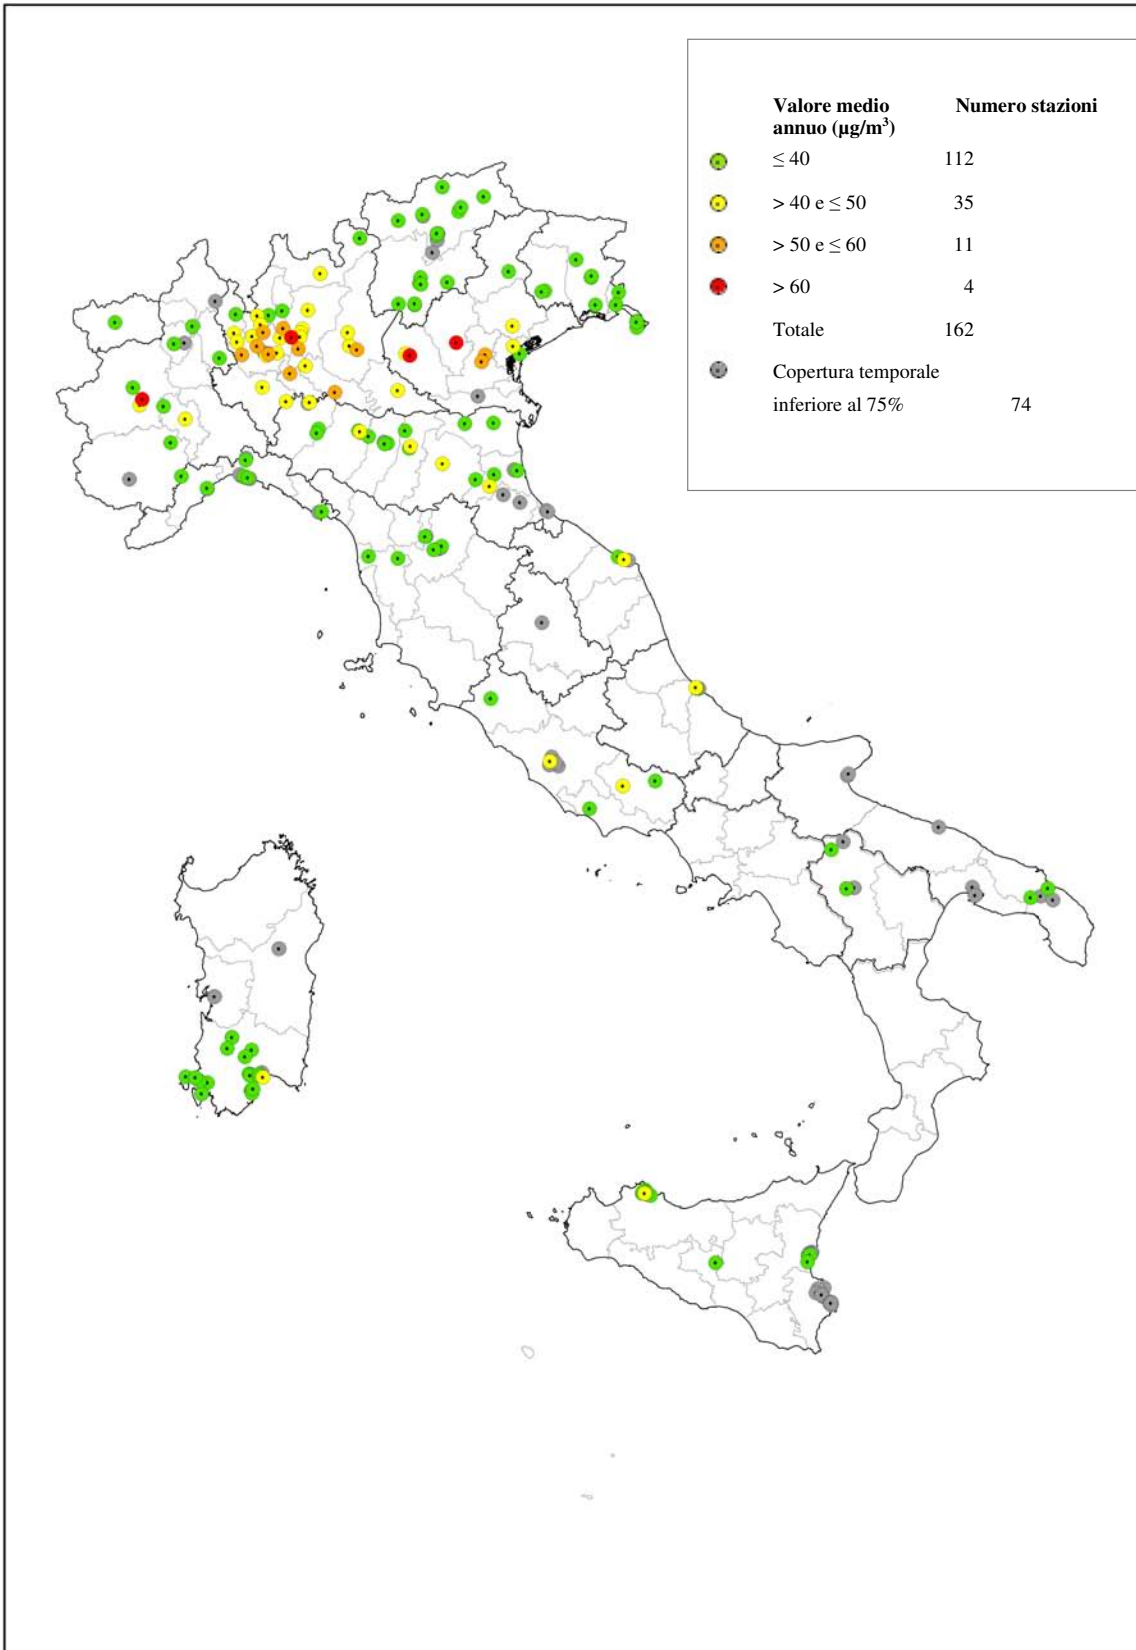 Valore medio annuo (µg/m³) Numero stazioni
≤ 40 112
> 40 e ≤ 50 35
> 50 e ≤ 60 11
> 60 4
Totale 162
Copertura temporale
inferiore al 75% 74